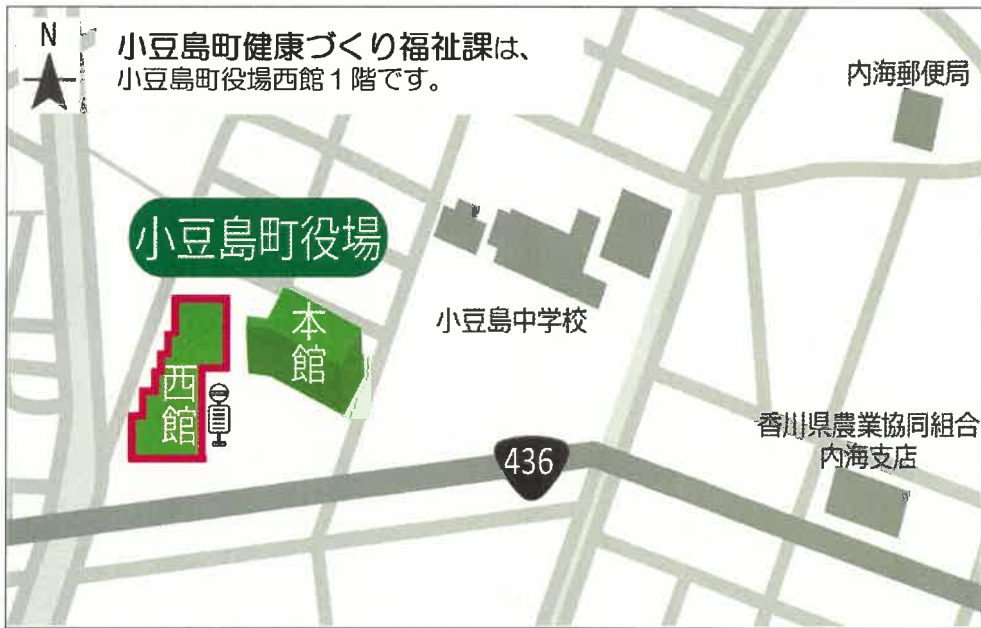 N
小豆島町健康づくり福祉課は、
小豆島町役場西館1階です。
内海郵便局
小豆島町役場
本館
西館
小豆島中学校
香川県農業協同組合
内海支店
436